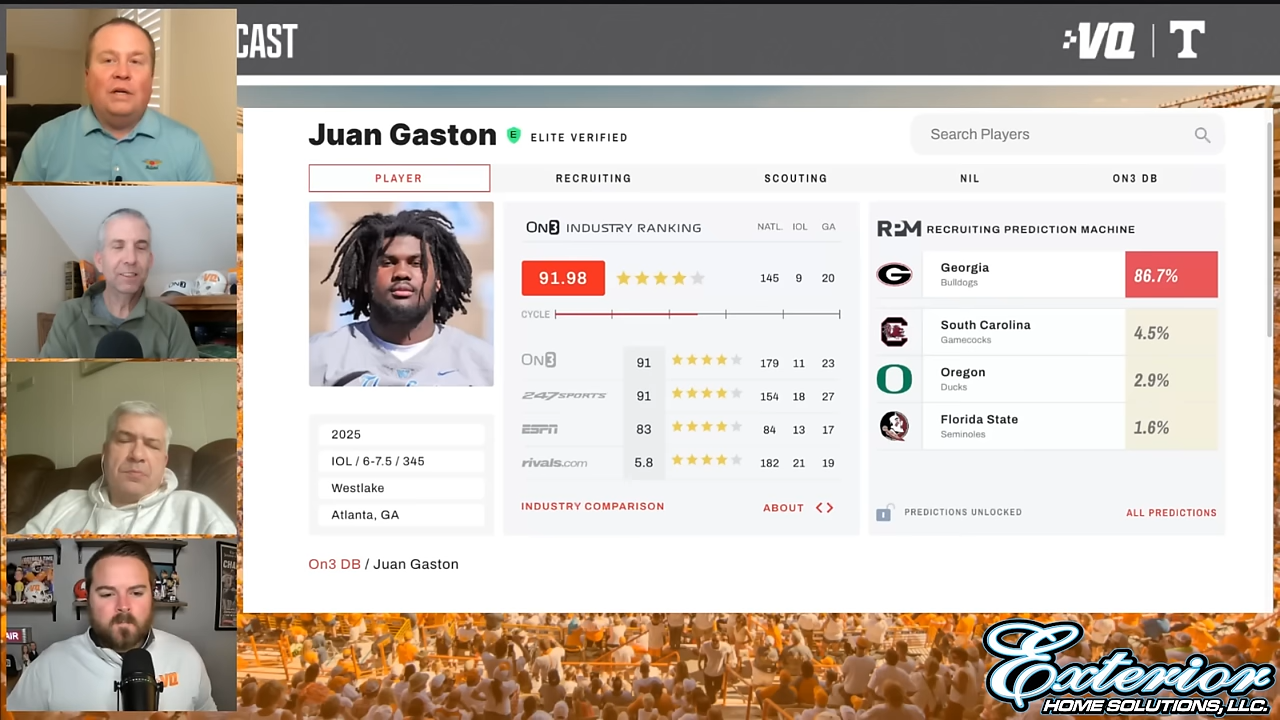 CAST
VQ | T
Juan Gaston E ELITE VERIFIED
Search Players
PLAYER RECRUITING SCOUTING NIL ON3 DB
On3 INDUSTRY RANKING NATL. IOL GA
91.98 145 9 20
CYCLE
On3 91 179 11 23
247SPORTS 91 154 18 27
ESPN 83 84 13 17
rivals.com 5.8 182 21 19
INDUSTRY COMPARISON ABOUT
2025
IOL / 6-7.5 / 345
Westlake
Atlanta, GA
RPM RECRUITING PREDICTION MACHINE
G Georgia 86.7%
Bulldogs
South Carolina 4.5%
Gamecocks
Oregon 2.9%
Ducks
Florida State 1.6%
Seminoles
PREDICTIONS UNLOCKED ALL PREDICTIONS
On3 DB / Juan Gaston
AIR
VQ
Exterior
HOME SOLUTIONS, LLC.